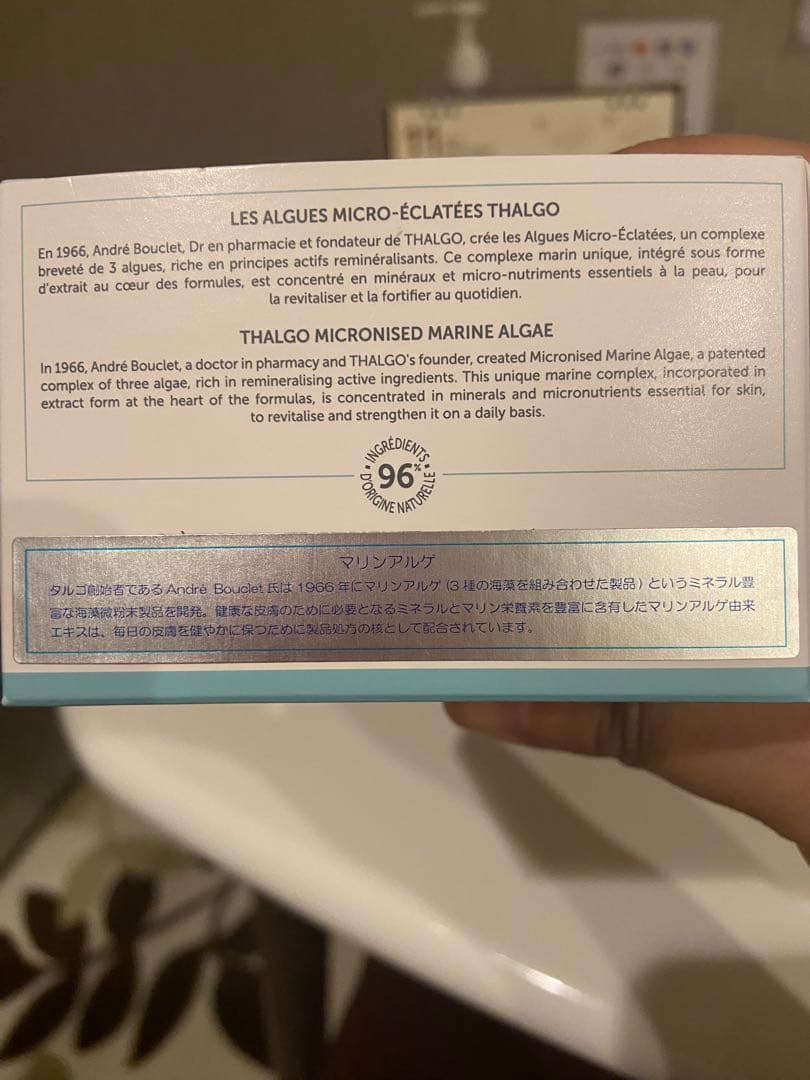 LES ALGUES MICRO-ÉCLATÉES THALGO
En 1966, André Bouclet, Dr en pharmacie et fondateur de THALGO, crée les Algues Micro-Éclatées, un complexe
breveté de 3 algues, riche en principes actifs reminéralisants. Ce complexe marin unique, intégré sous forme
d'extrait au cœur des formules, est concentré en minéraux et micro-nutriments essentiels à la peau, pour
la revitaliser et la fortifier au quotidien.
THALGO MICRONISED MARINE ALGAE
In 1966, André Bouclet, a doctor in pharmacy and THALGO's founder, created Micronised Marine Algae, a patented
complex of three algae, rich in remineralising active ingredients. This unique marine complex, incorporated in
extract form at the heart of the formulas, is concentrated in minerals and micronutrients essential for skin,
to revitalise and strengthen it on a daily basis.
INGRÉDIENTS
96%
D'ORIGINE NATURELLE
マリンアルゲ
タルゴ創始者である André Bouclet 氏は 1966 年にマリンアルゲ (3 種の海藻を組み合わせた製品) というミネラル豊
富な海藻微粉末製品を開発。健康な皮膚のために必要となるミネラルとマリン栄養素を豊富に含有したマリンアルゲ由来
エキスは、毎日の皮膚を健やかに保つために製品処方の核として配合されています。